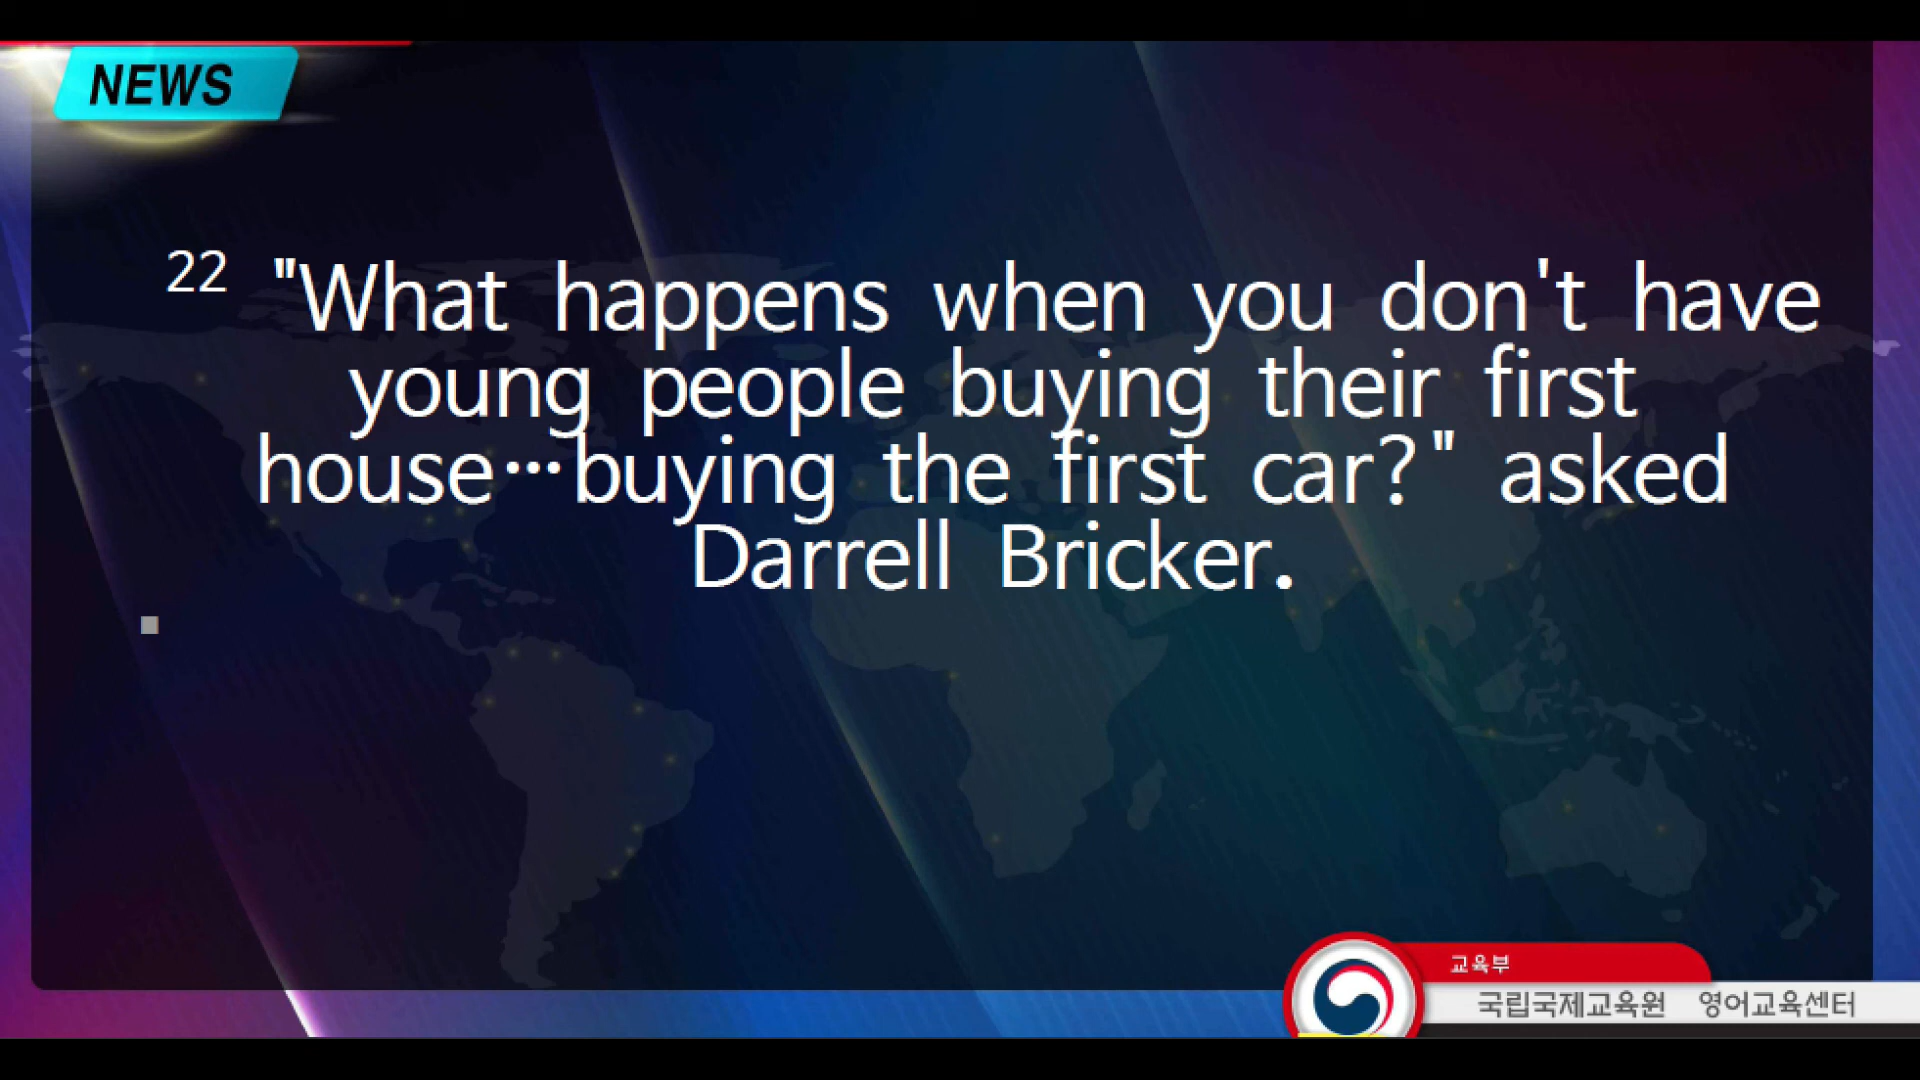 NEWS
22 "What happens when you don't have
young people buying their first
house…buying the first car?" asked
Darrell Bricker.
교육부
국립국제교육원 영어교육센터